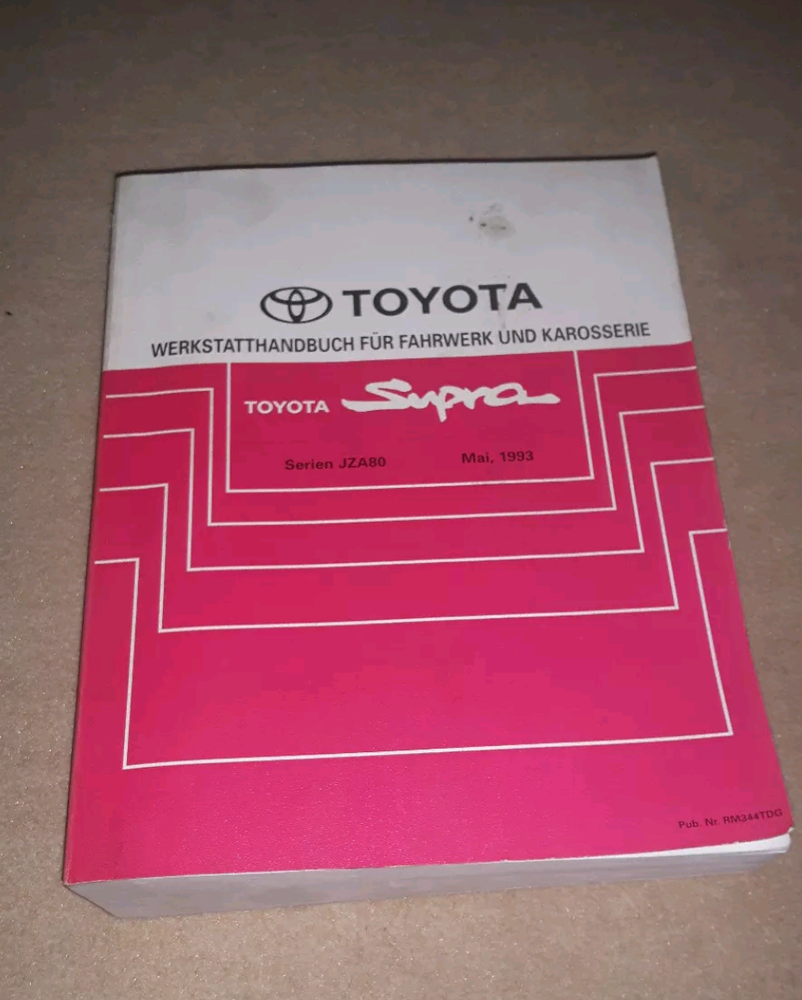 TOYOTA
WERKSTATTHANDBUCH FÜR FAHRWERK UND KAROSSERIE
TOYOTA Supra
Serien JZA80 Mai, 1993
Pub. Nr. RM344TDG